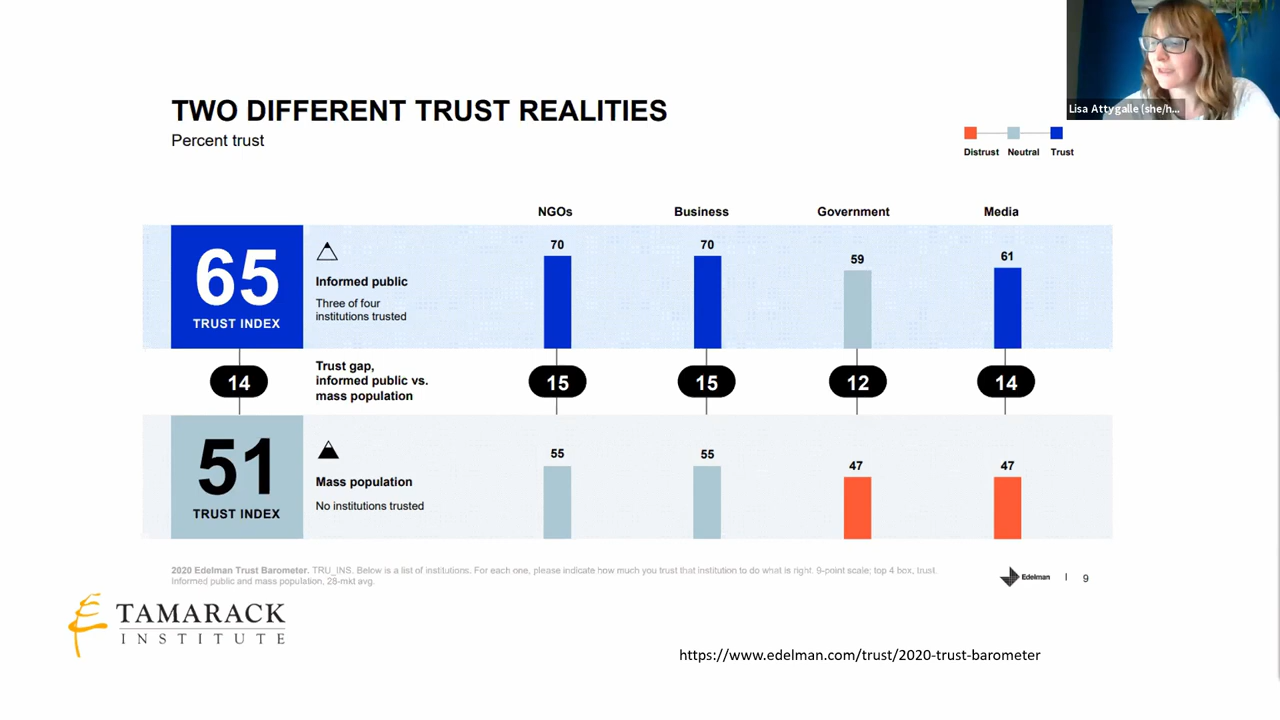 Lisa Attygalle (she/h...
TWO DIFFERENT TRUST REALITIES
Percent trust
Distrust Neutral Trust
NGOs Business Government Media
65
TRUST INDEX
Informed public
Three of four
institutions trusted
70 70 59 61
14
Trust gap,
informed public vs.
mass population
15 15 12 14
51
TRUST INDEX
Mass population
No institutions trusted
55 55 47 47
2020 Edelman Trust Barometer. TRU_INS. Below is a list of institutions. For each one, please indicate how much you trust that institution to do what is right. 9-point scale; top 4 box, trust.
Informed public and mass population, 28-mkt avg.
Edelman | 9
TAMARACK
INSTITUTE
https://www.edelman.com/trust/2020-trust-barometer